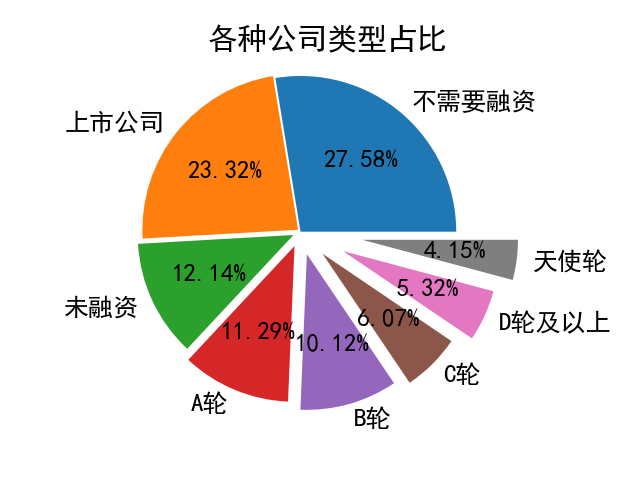 各种公司类型占比
不需要融资
27.58%
上市公司
23.32%
未融资
12.14%
A轮
11.29%
B轮
10.12%
C轮
6.07%
D轮及以上
5.32%
天使轮
4.15%